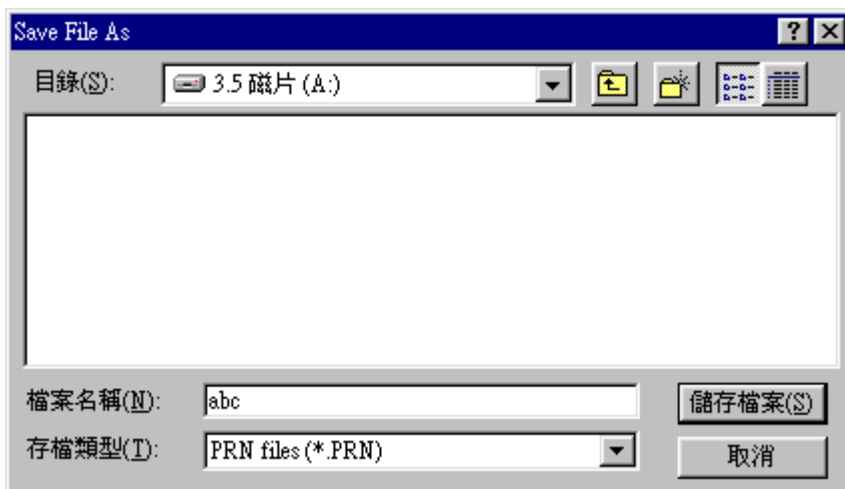 Save File As
目錄(S): 3.5 磁片 (A:)
檔案名稱(N): abc 儲存檔案(S)
存檔類型(T): PRN files (*.PRN) 取消